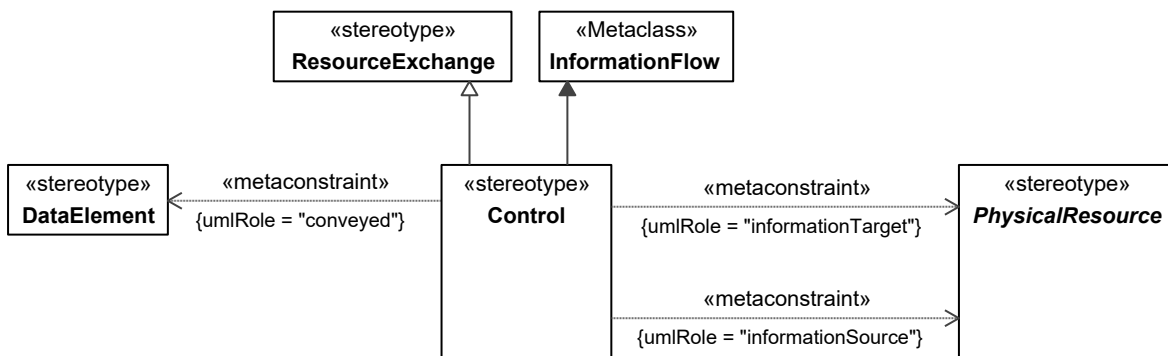 «stereotype»
ResourceExchange
«Metaclass»
InformationFlow
«stereotype»
DataElement
«metaconstraint»
{umlRole = "conveyed"}
«stereotype»
Control
«metaconstraint»
{umlRole = "informationTarget"}
«stereotype»
PhysicalResource
«metaconstraint»
{umlRole = "informationSource"}